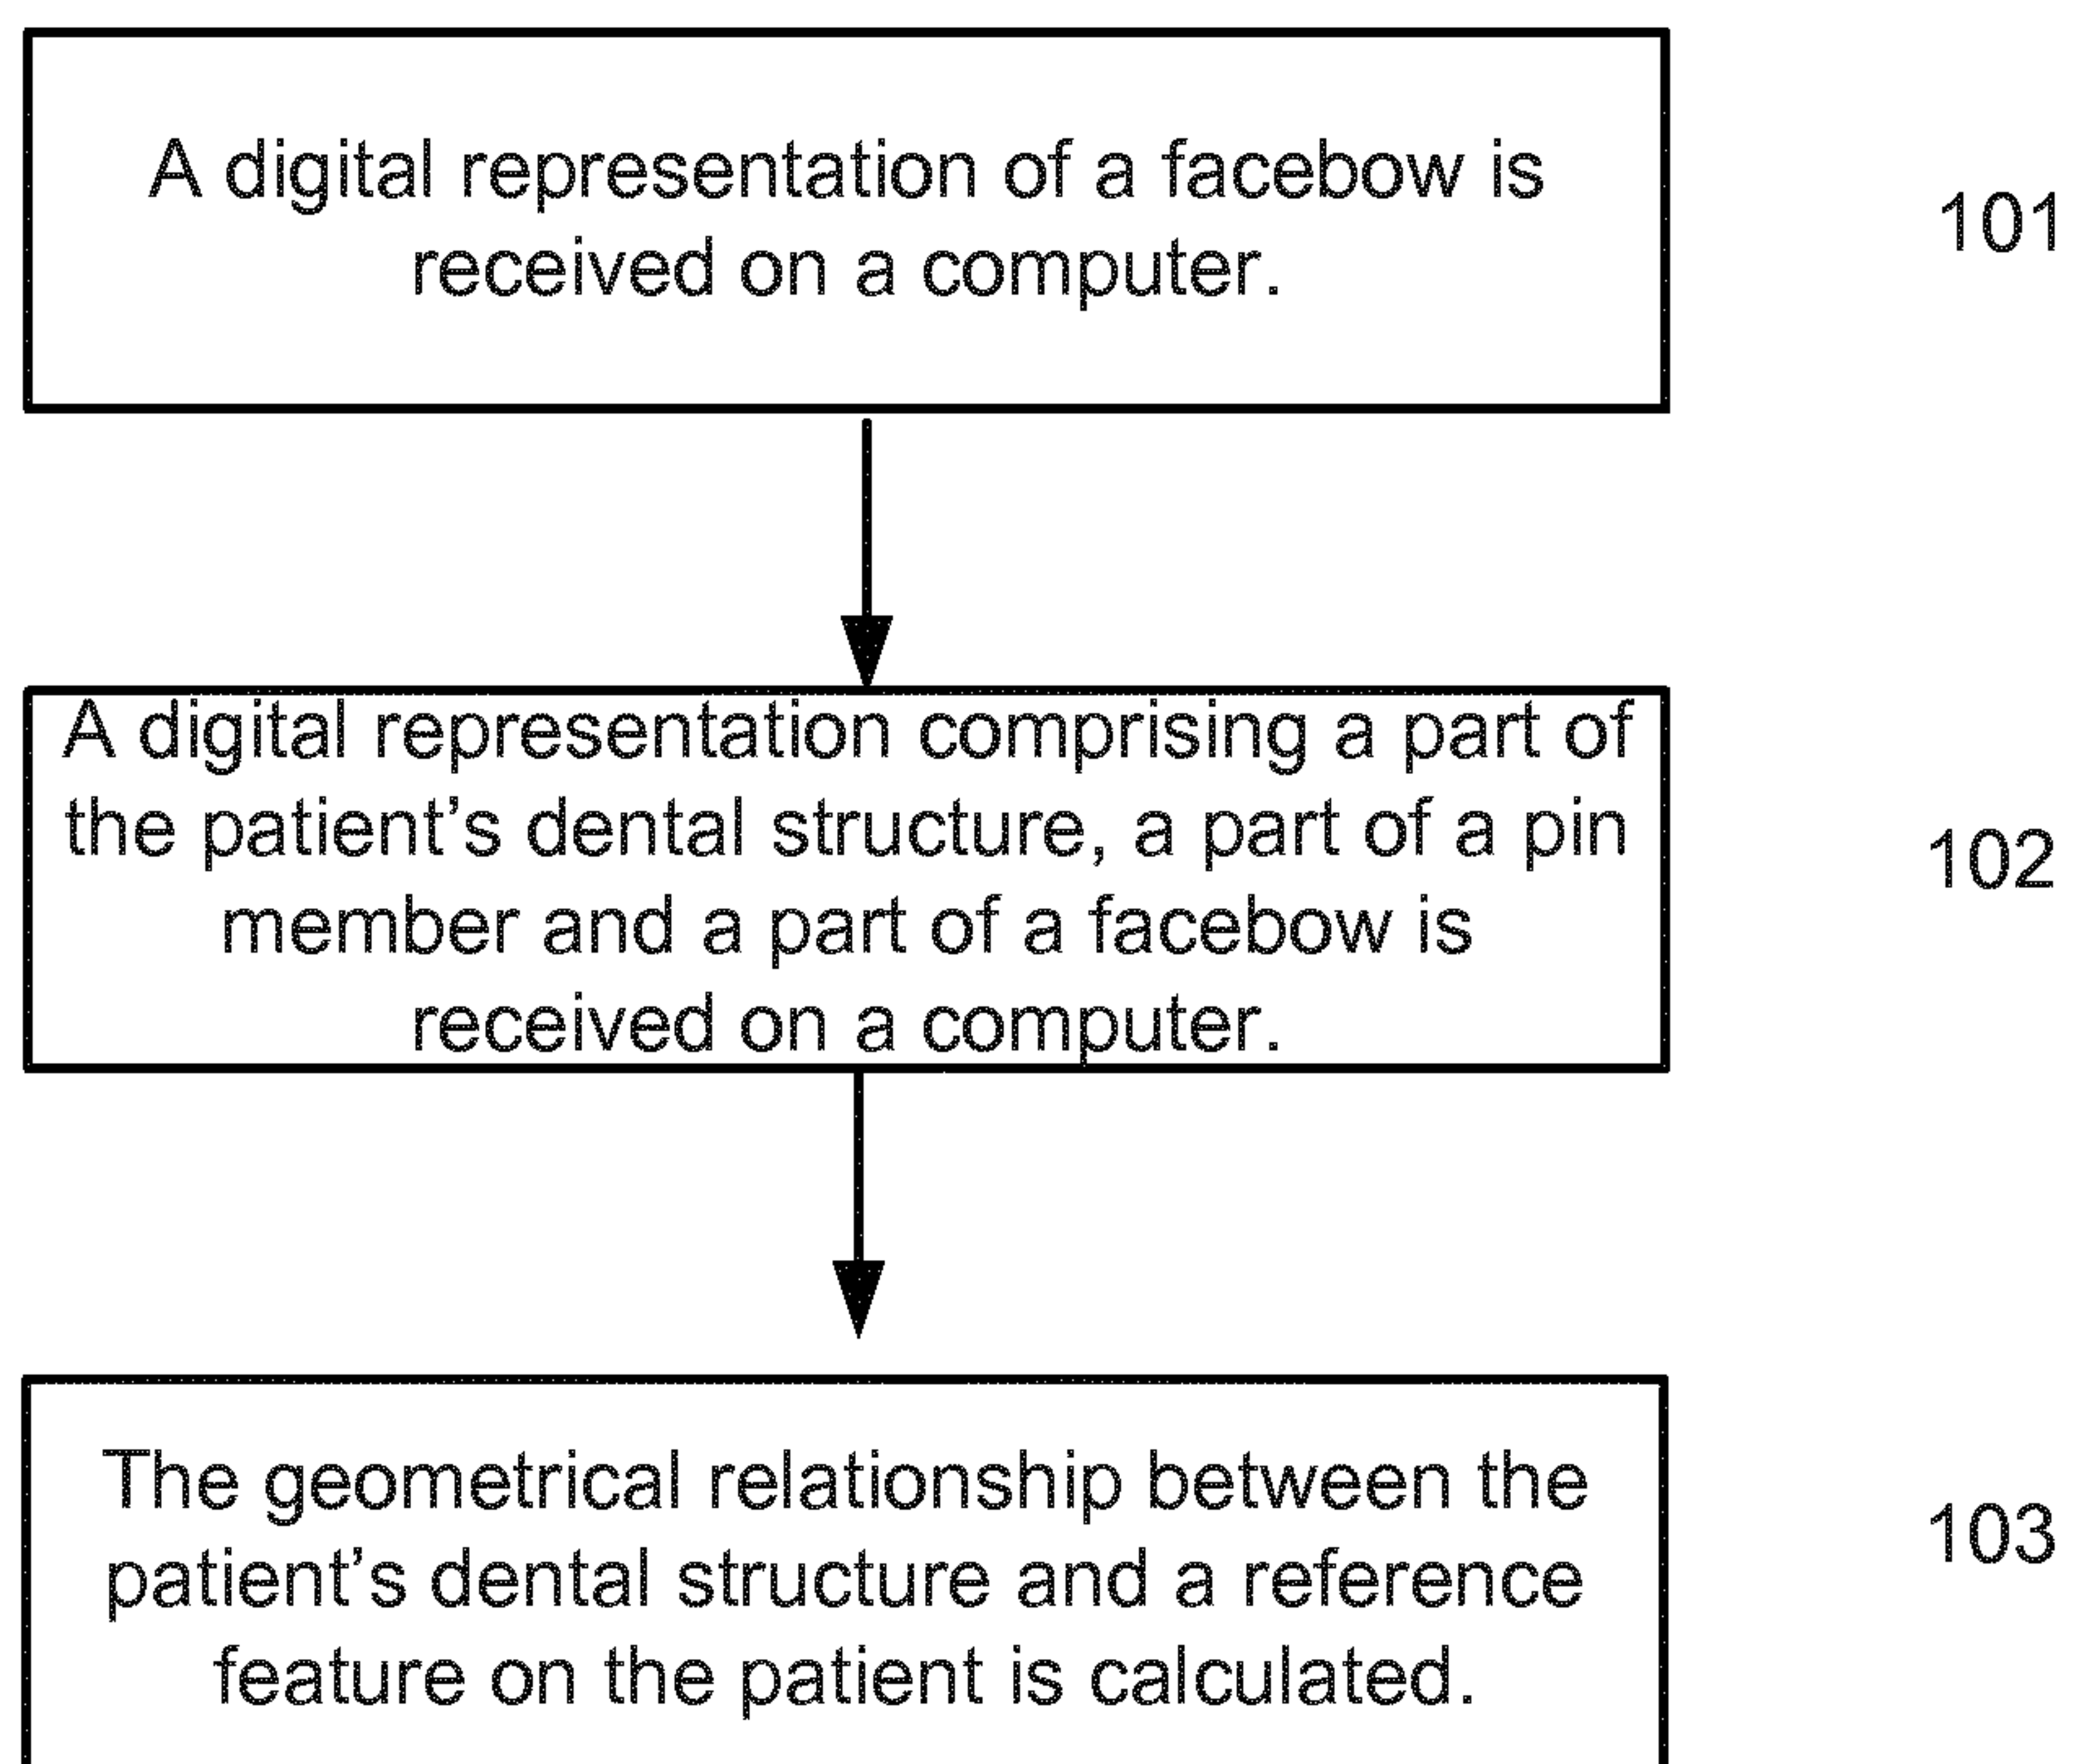 A digital representation of a facebow is
received on a computer.
101
A digital representation comprising a part of
the patient’s dental structure, a part of a pin
member and a part of a facebow is
received on a computer.
102
The geometrical relationship between the
patient’s dental structure and a reference
feature on the patient is calculated.
103